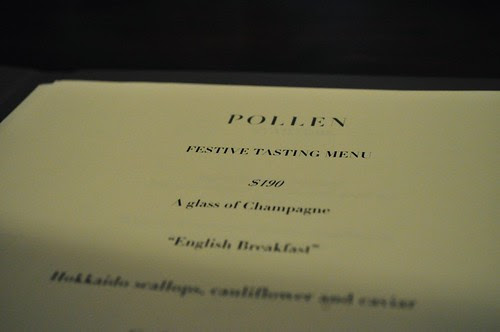 POLLEN
FESTIVE TASTING MENU
$190
A glass of Champagne
"English Breakfast"
Hokkaido scallops, cauliflower and caviar